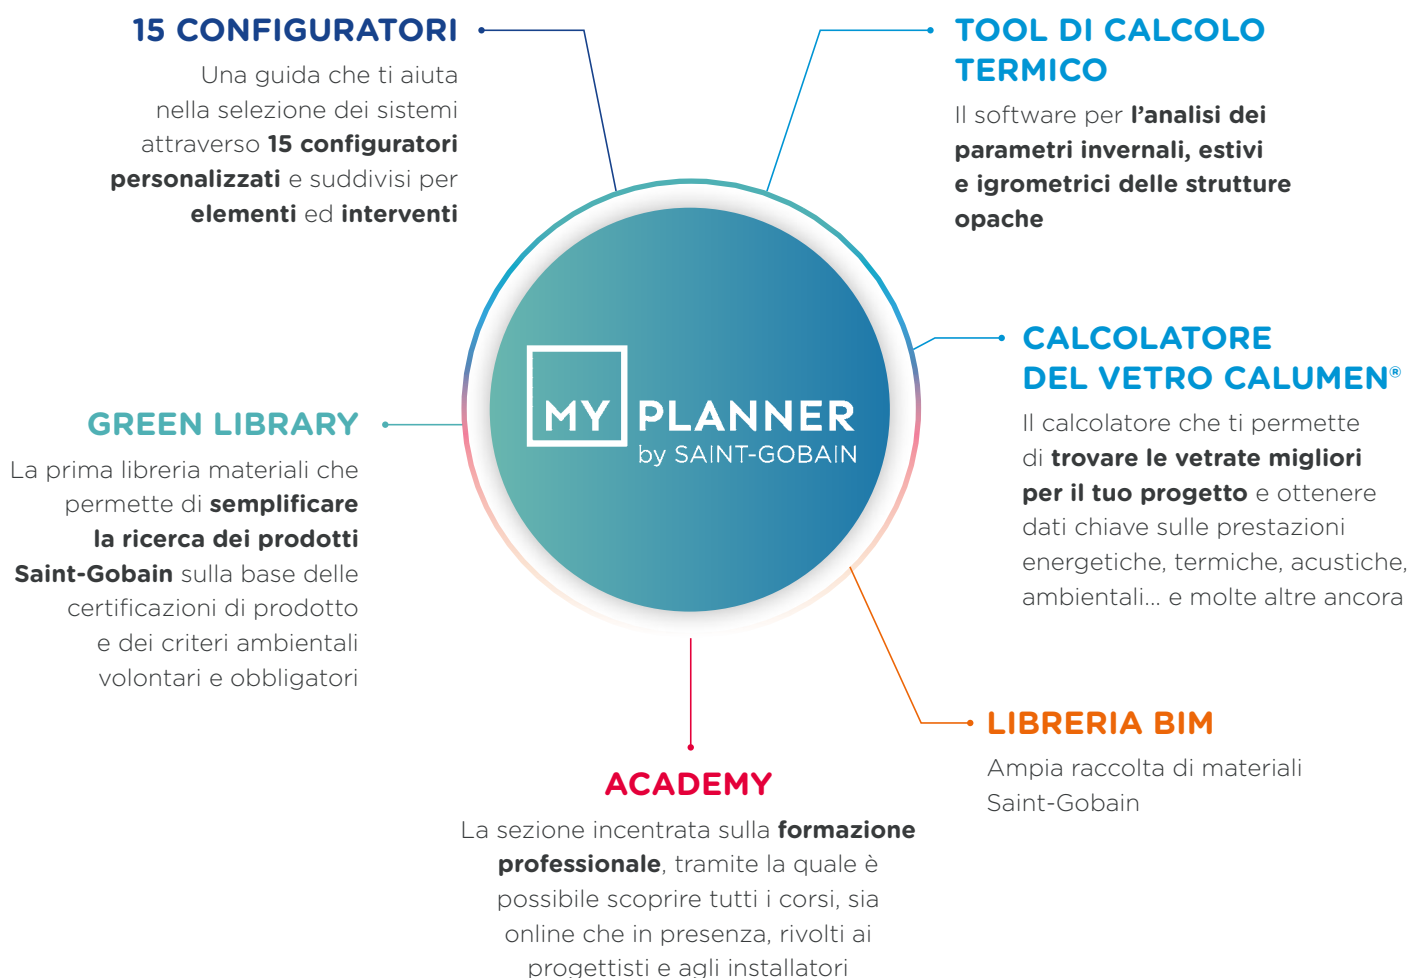 15 CONFIGURATORI
Una guida che ti aiuta
nella selezione dei sistemi
attraverso 15 configuratori
personalizzati e suddivisi per
elementi ed interventi
TOOL DI CALCOLO
TERMICO
Il software per l’analisi dei
parametri invernali, estivi
e igrometrici delle strutture
opache
CALCOLATORE
DEL VETRO CALUMEN®
Il calcolatore che ti permette
di trovare le vetrate migliori
per il tuo progetto e ottenere
dati chiave sulle prestazioni
energetiche, termiche, acustiche,
ambientali... e molte altre ancora
MY PLANNER
by SAINT-GOBAIN
GREEN LIBRARY
La prima libreria materiali che
permette di semplificare
la ricerca dei prodotti
Saint-Gobain sulla base delle
certificazioni di prodotto
e dei criteri ambientali
volontari e obbligatori
LIBRERIA BIM
Ampia raccolta di materiali
Saint-Gobain
ACADEMY
La sezione incentrata sulla formazione
professionale, tramite la quale è
possibile scoprire tutti i corsi, sia
online che in presenza, rivolti ai
progettisti e agli installatori